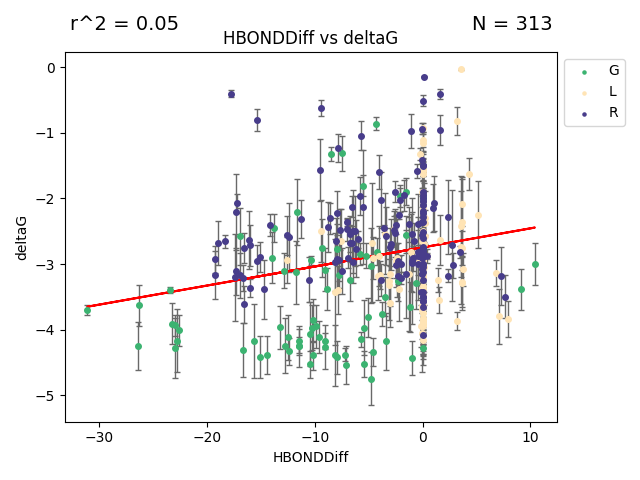 r^2 = 0.05
N = 313
HBONDDiff vs deltaG
G
L
R
deltaG
0
−1
−2
−3
−4
−5
−30
−20
−10
0
10
HBONDDiff